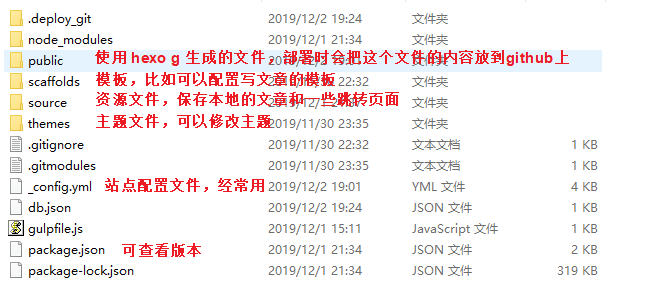 .deploy_git 2019/12/2 19:24 文件夹
node_modules 2019/12/1 21:34 文件夹
public 使用 hexo g 生成的文件，部署时会把这个文件的内容放到github上
scaffolds 模板，比如可以配置写文章的模板 22:32 文件夹
source 资源文件，保存本地的文章和一些跳转页面 文件夹
themes 主题文件，可以修改主题 2019/11/30 23:35 文件夹
.gitignore 2019/11/30 22:32 文本文档 1 KB
.gitmodules 2019/11/30 23:35 文本文档 1 KB
_config.yml 站点配置文件，经常用 2019/12/2 19:01 YML 文件 4 KB
db.json 2019/12/2 19:24 JSON 文件 1 KB
gulpfile.js 2019/12/1 15:11 JavaScript 文件 1 KB
package.json 可查看版本 2019/12/1 21:34 JSON 文件 2 KB
package-lock.json 2019/12/1 21:34 JSON 文件 319 KB